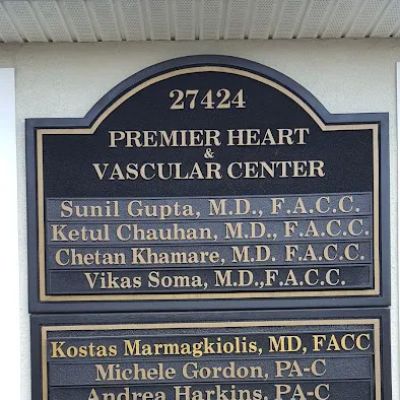 27424
PREMIER HEART
&
VASCULAR CENTER
Sunil Gupta, M.D., F.A.C.C.
Ketul Chauhan, M.D., F.A.C.C.
Chetan Khamare, M.D. F.A.C.C.
Vikas Soma, M.D.,F.A.C.C.
Kostas Marmagkiolis, MD, FACC
Michele Gordon, PA-C
Andrea Harkins, PA-C